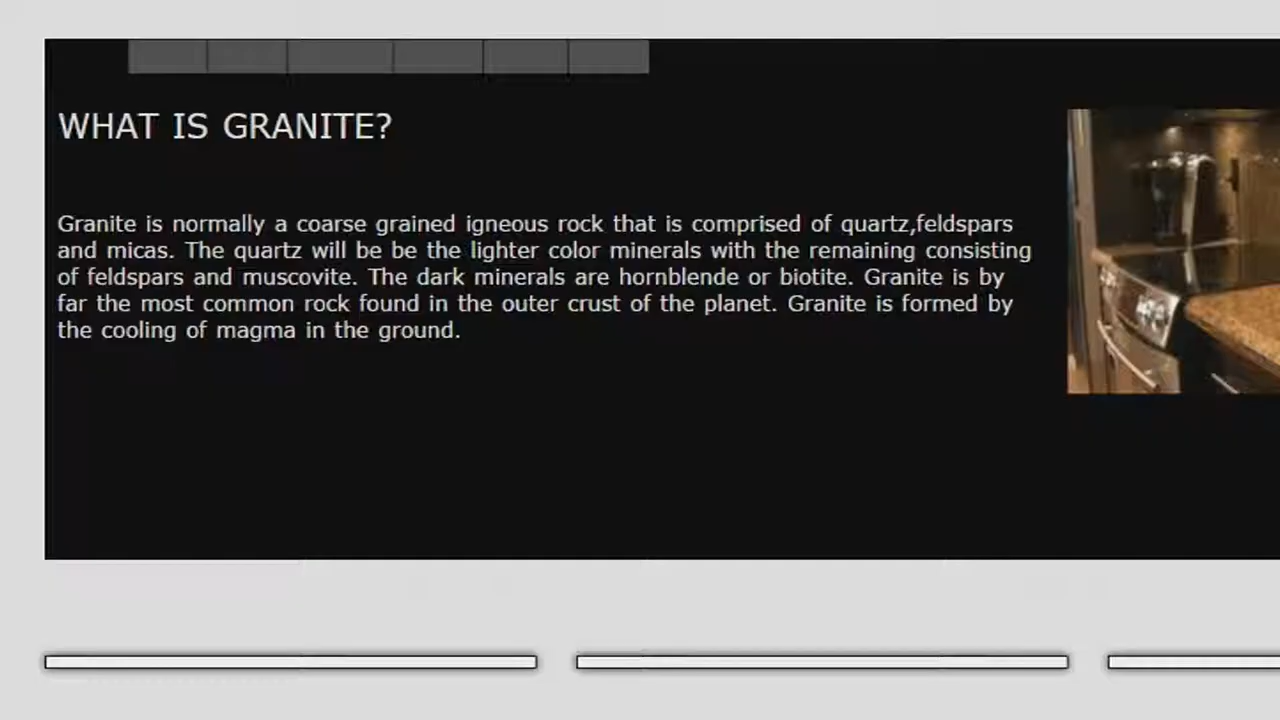 WHAT IS GRANITE?
Granite is normally a coarse grained igneous rock that is comprised of quartz,feldspars
and micas. The quartz will be be the lighter color minerals with the remaining consisting
of feldspars and muscovite. The dark minerals are hornblende or biotite. Granite is by
far the most common rock found in the outer crust of the planet. Granite is formed by
the cooling of magma in the ground.